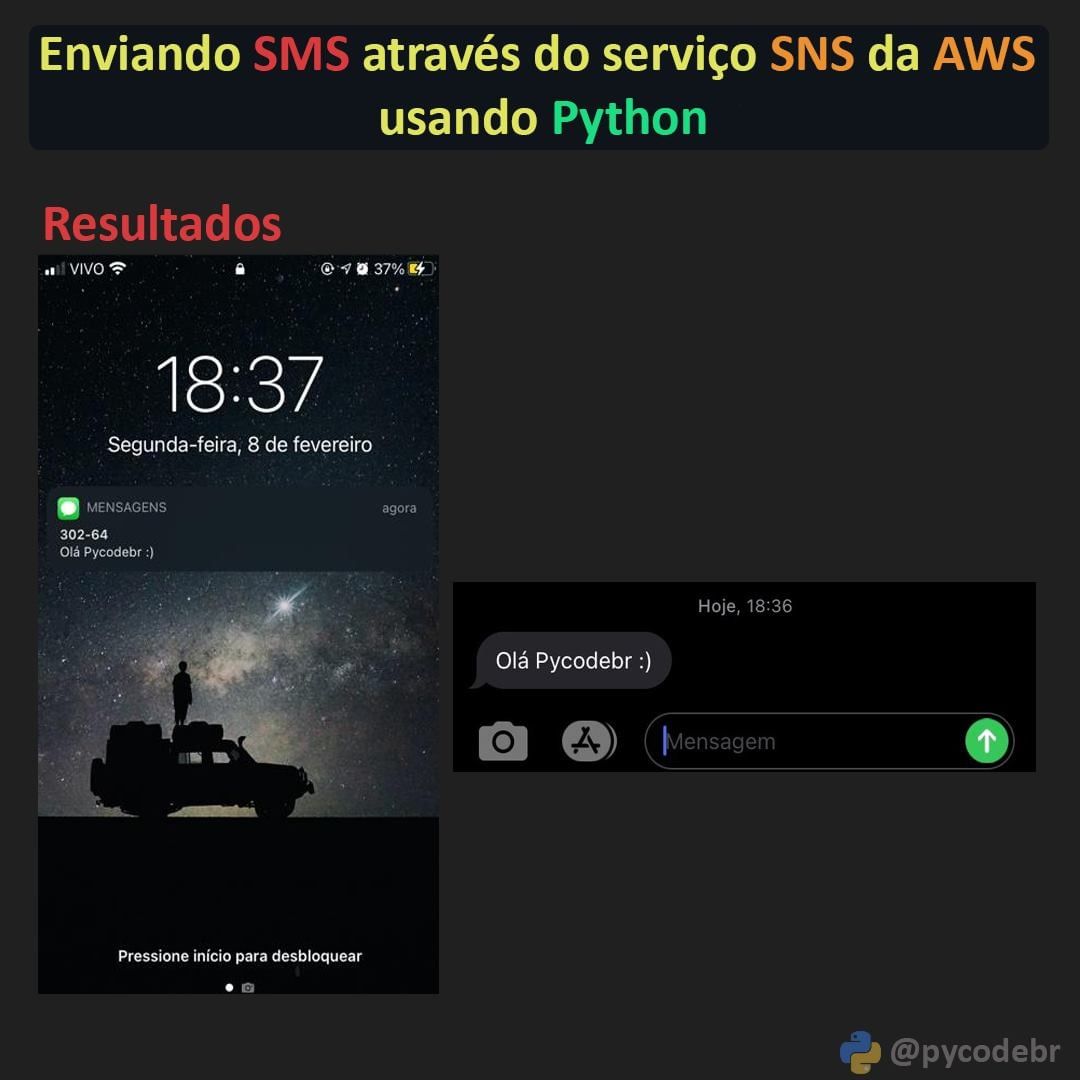 Enviando SMS através do serviço SNS da AWS
usando Python
Resultados
VIVO 37%
18:37
Segunda-feira, 8 de fevereiro
MENSAGENS agora
302-64
Olá Pycodebr :)
Pressione início para desbloquear
Hoje, 18:36
Olá Pycodebr :)
Mensagem
@pycodebr